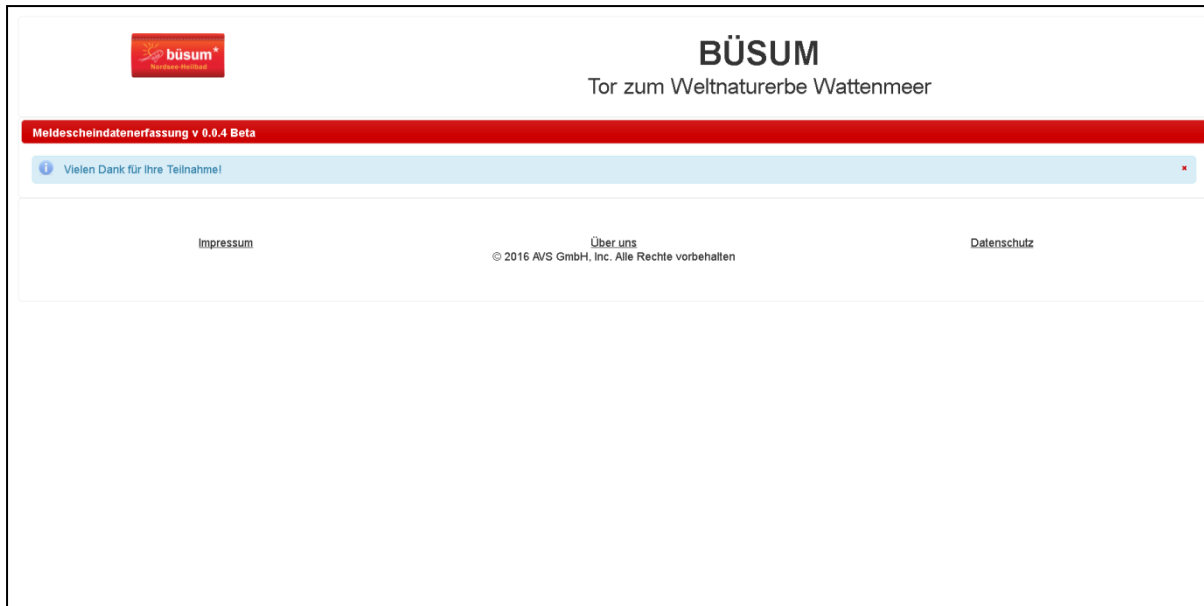 büsum*
Nordsee-Heilbad
BÜSUM
Tor zum Weltnaturerbe Wattenmeer
Meldescheindatenerfassung v 0.0.4 Beta
Vielen Dank für Ihre Teilnahme!
Impressum
Über uns
Datenschutz
© 2016 AVS GmbH, Inc. Alle Rechte vorbehalten